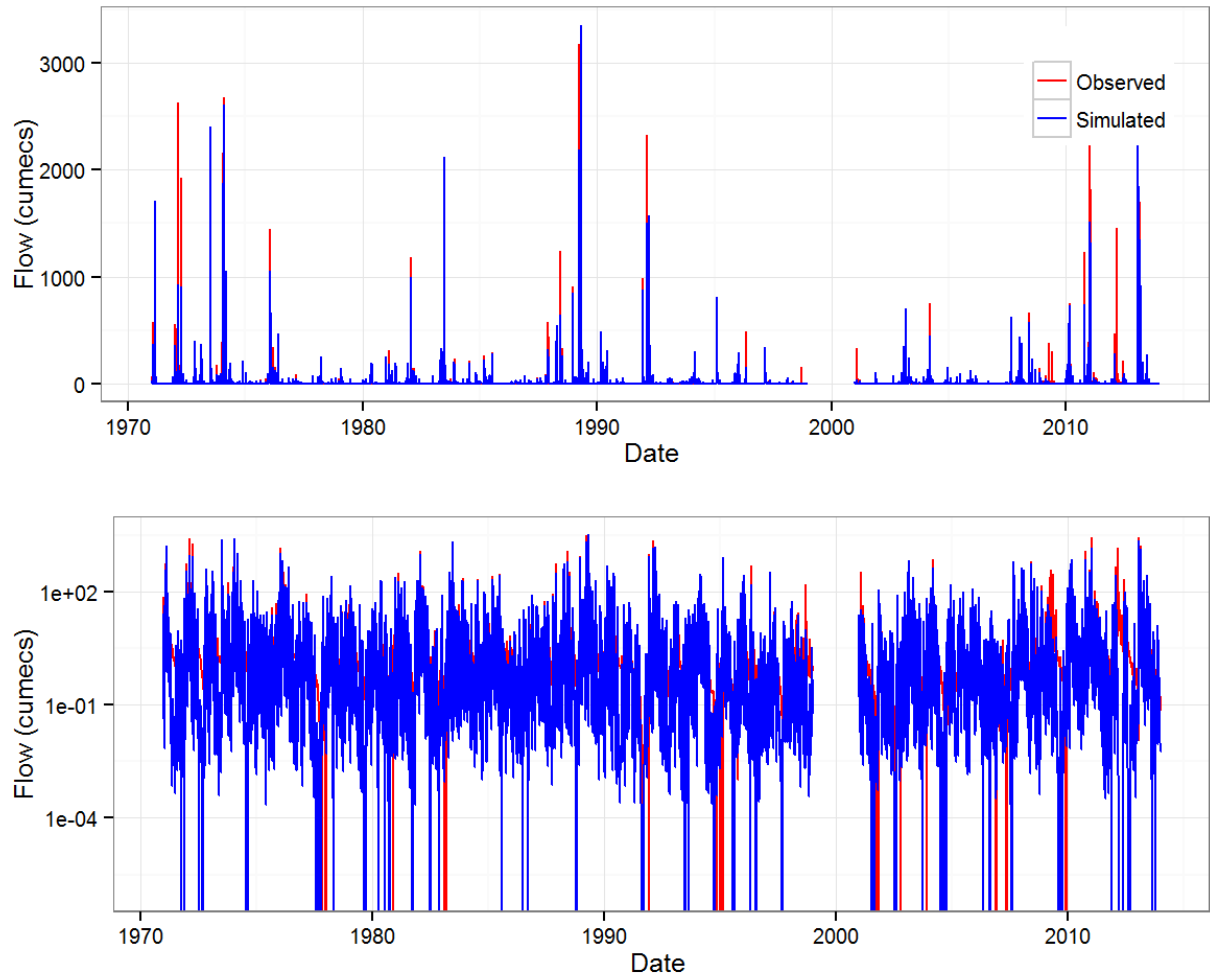 3000
2000
1000
0
Flow (cumecs)
Observed
Simulated
1970 1980 1990 2000 2010
Date
1e+02
1e-01
1e-04
Flow (cumecs)
1970 1980 1990 2000 2010
Date